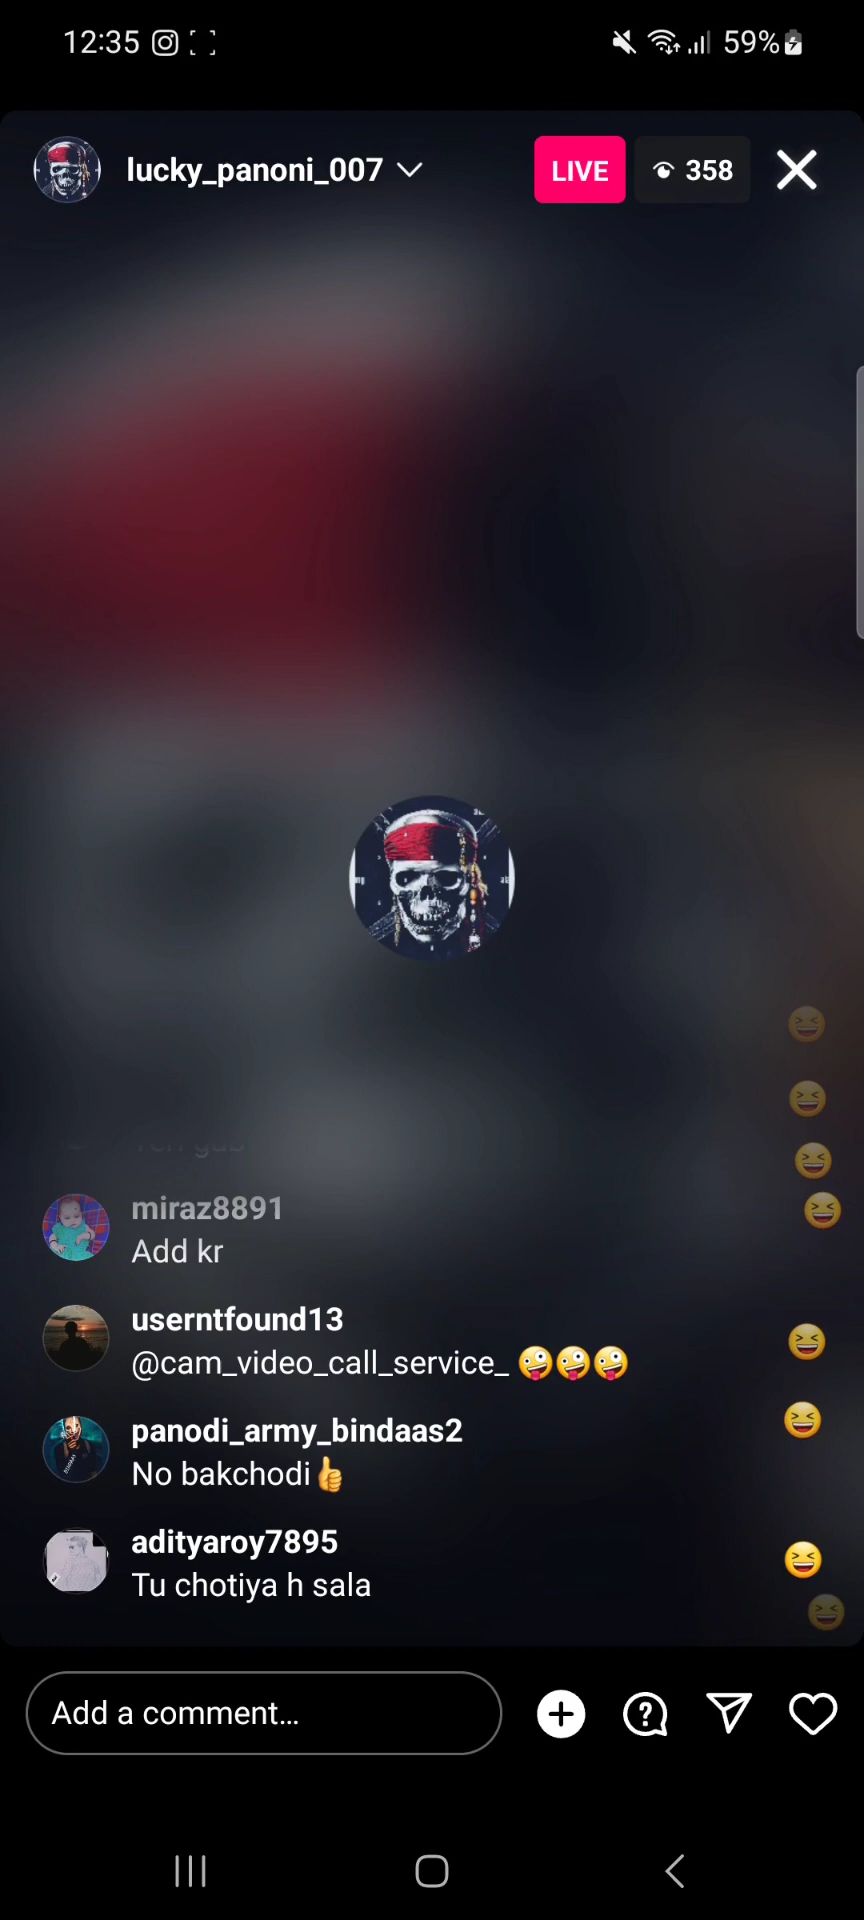 12:35
59%
lucky_panoni_007
LIVE
358
miraz8891
Add kr
userntfound13
@cam_video_call_service_ 🤪🤪🤪
panodi_army_bindaas2
No bakchodi👍
adityaroy7895
Tu chotiya h sala
Add a comment...